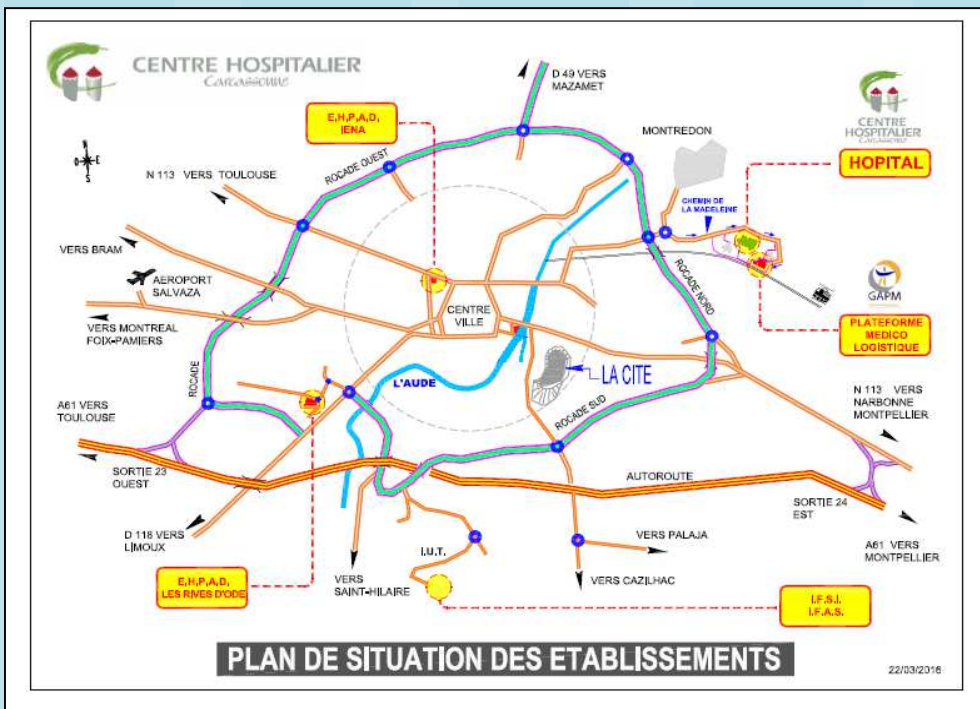 CENTRE HOSPITALIER
Carcassonne
D 49 VERS
MAZAMET
E,H,P,A,D,
IENA
MONTREDON
CENTRE
HOSPITALIER
Carcassonne
HOPITAL
N
O
E
S
N 113 VERS TOULOUSE
ROCADE OUEST
CHEMIN DE
LA MADELEINE
VERS BRAM
AEROPORT
SALVAZA
ROCADE NORD
GAPM
CENTRE
VILLE
VERS MONTREAL
FOIX-PAMIERS
PLATEFORME
MEDICO
LOGISTIQUE
ROCADE
L'AUDE
LA CITE
A61 VERS
TOULOUSE
N 113 VERS
NARBONNE
MONTPELLIER
ROCADE SUD
SORTIE 23
OUEST
AUTOROUTE
SORTIE 24
EST
D 118 VERS
LIMOUX
VERS PALAJA
A61 VERS
MONTPELLIER
I.U.T.
E,H,P,A,D,
LES RIVES D'ODE
VERS
SAINT-HILAIRE
VERS CAZILHAC
I.F.S.I.
I.F.A.S.
PLAN DE SITUATION DES ETABLISSEMENTS
22/03/2016